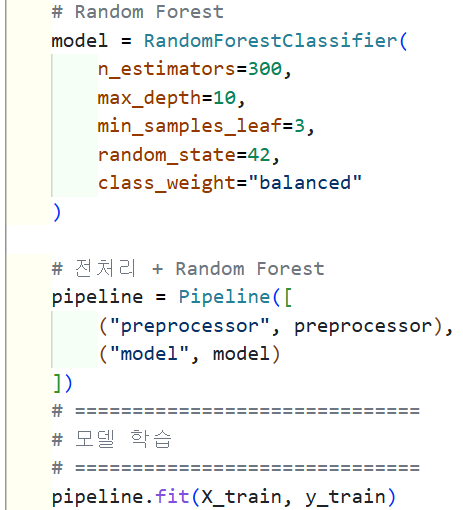 # Random Forest
model = RandomForestClassifier(
    n_estimators=300,
    max_depth=10,
    min_samples_leaf=3,
    random_state=42,
    class_weight="balanced"
)
# 전처리 + Random Forest
pipeline = Pipeline([
    ("preprocessor", preprocessor),
    ("model", model)
])
# ==============================
# 모델 학습
# ==============================
pipeline.fit(X_train, y_train)